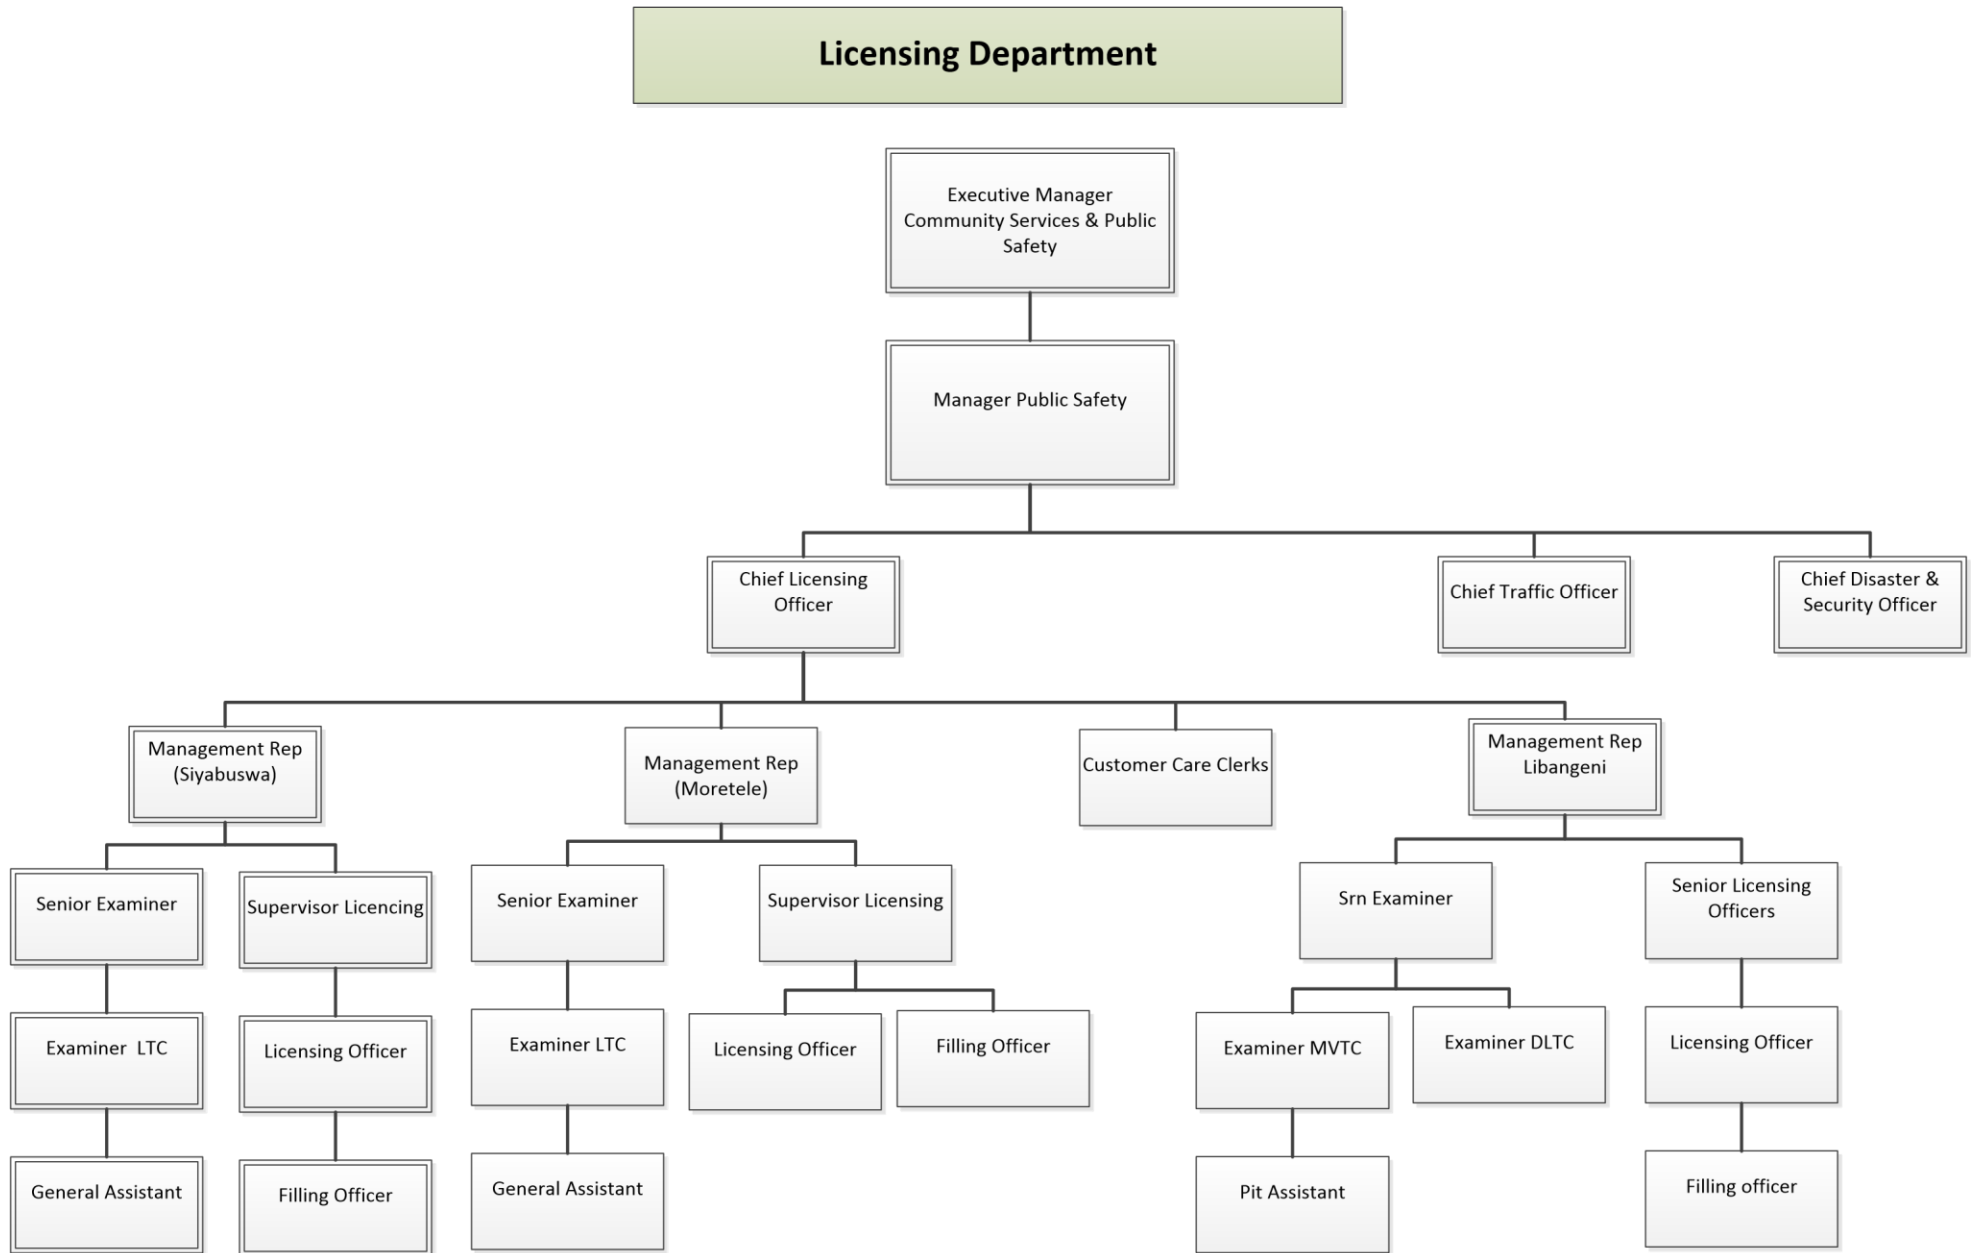 Licensing Department
Executive Manager
Community Services & Public
Safety
Manager Public Safety
Chief Licensing
Officer
Chief Traffic Officer
Chief Disaster &
Security Officer
Management Rep
(Siyabuswa)
Management Rep
(Moretele)
Customer Care Clerks
Management Rep
Libangeni
Senior Examiner
Supervisor Licencing
Senior Examiner
Supervisor Licensing
Srn Examiner
Senior Licensing
Officers
Examiner LTC
Licensing Officer
Examiner LTC
Licensing Officer
Filling Officer
Examiner MVTC
Examiner DLTC
Licensing Officer
General Assistant
Filling Officer
General Assistant
Pit Assistant
Filling officer